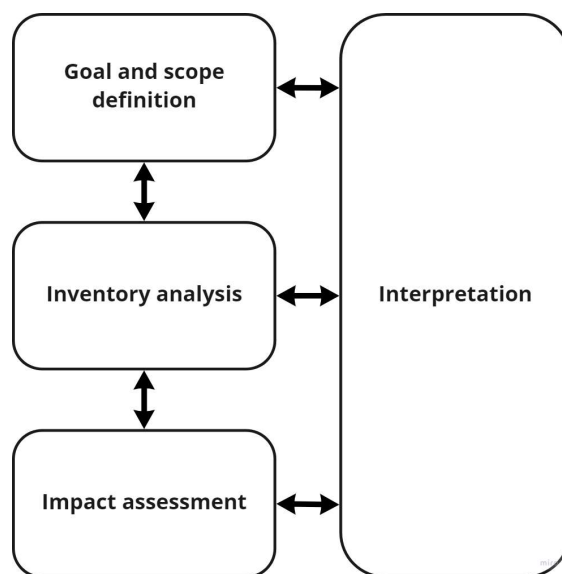 Goal and scope
definition
Inventory analysis
Interpretation
Impact assessment